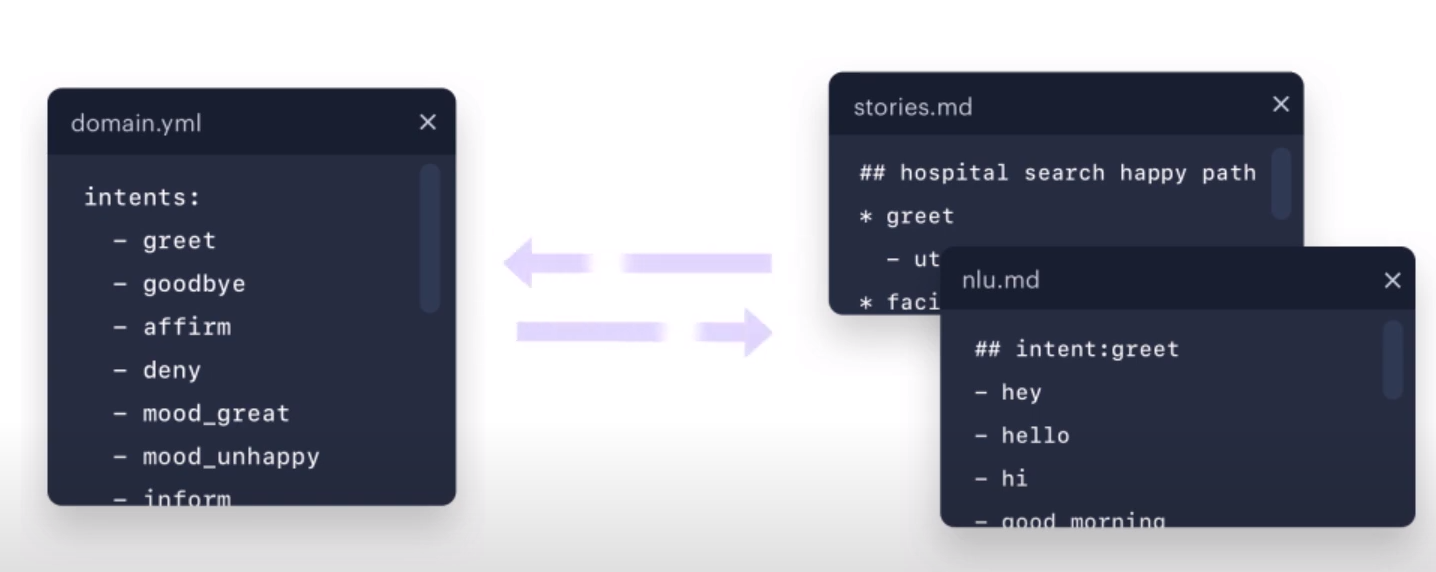 domain.yml
intents:
- greet
- goodbye
- affirm
- deny
- mood_great
- mood_unhappy
- inform
stories.md
## hospital search happy path
* greet
- ut
* faci
nlu.md
## intent:greet
- hey
- hello
- hi
- good morning